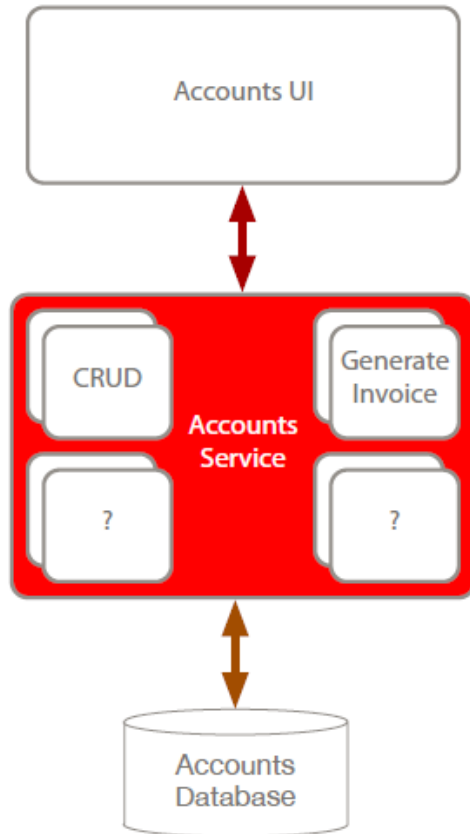 Accounts UI
CRUD
Generate
Invoice
Accounts
Service
?
?
Accounts
Database